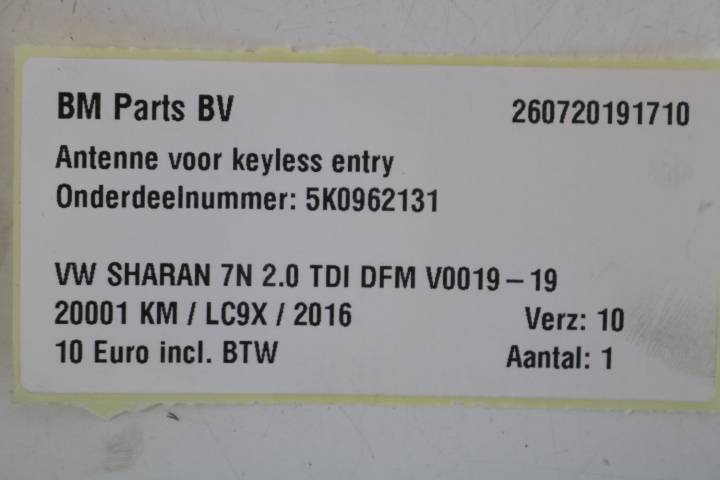 BM Parts BV 260720191710
Antenne voor keyless entry
Onderdeelnummer: 5K0962131
VW SHARAN 7N 2.0 TDI DFM V0019 – 19
20001 KM / LC9X / 2016 Verz: 10
10 Euro incl. BTW Aantal: 1